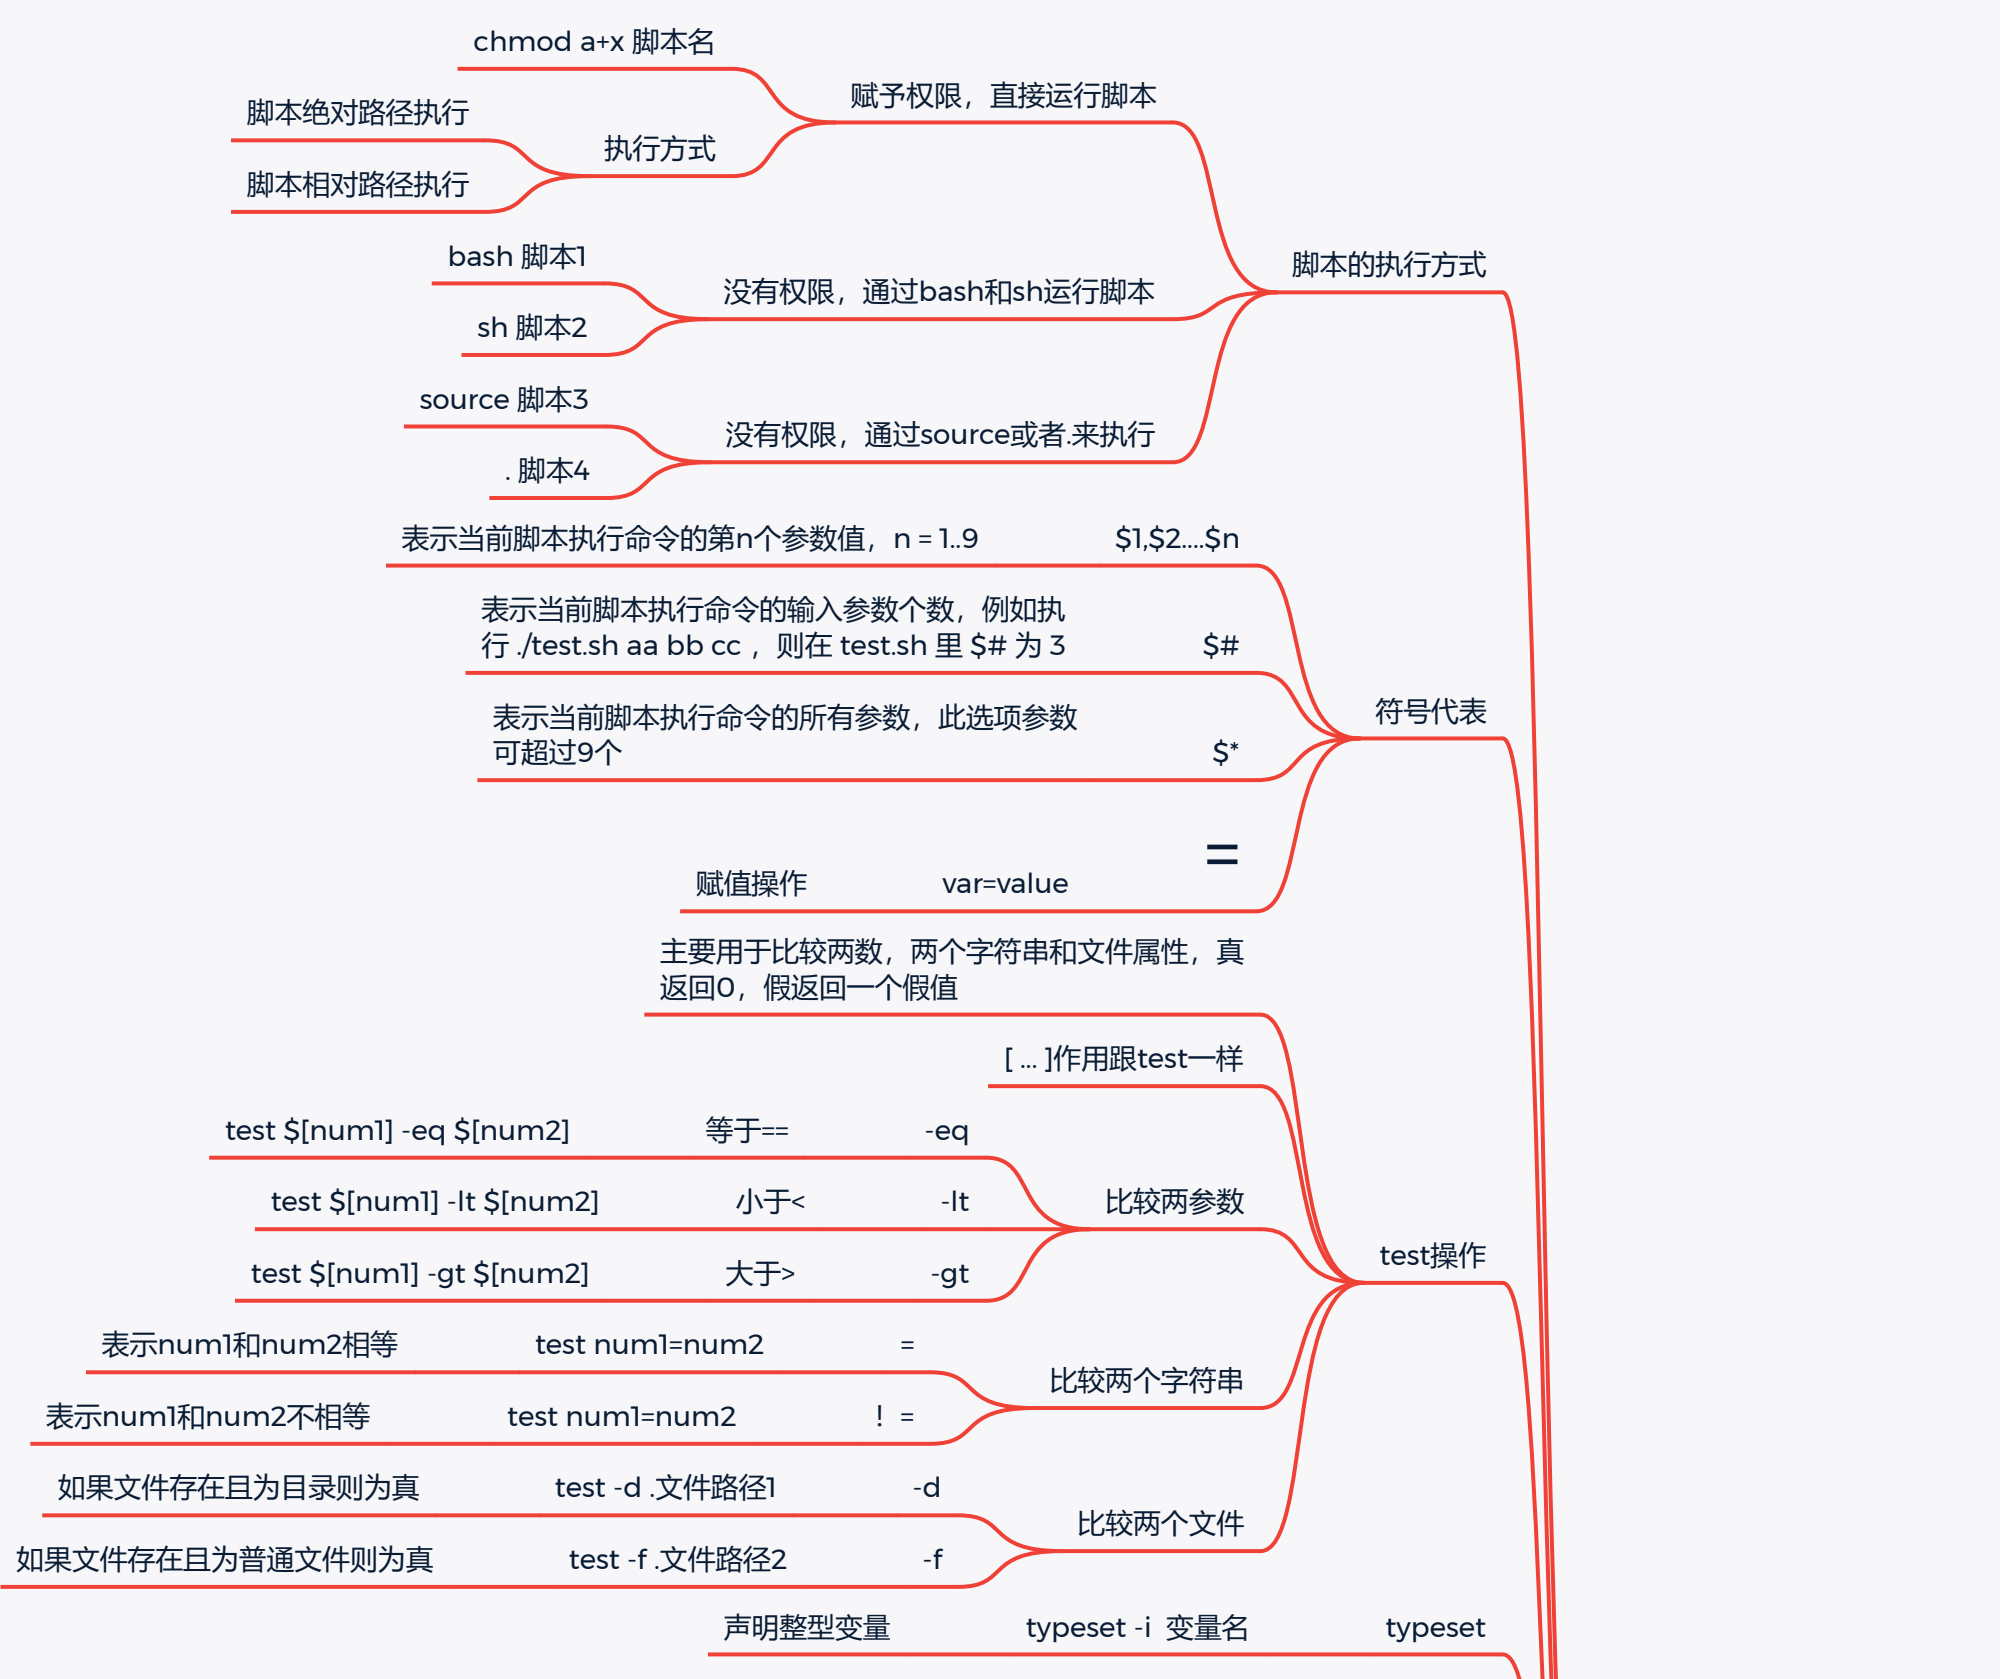 chmod a+x 脚本名
赋予权限，直接运行脚本
脚本绝对路径执行
执行方式
脚本相对路径执行
bash 脚本1
脚本的执行方式
没有权限，通过bash和sh运行脚本
sh 脚本2
source 脚本3
没有权限，通过source或者.来执行
. 脚本4
表示当前脚本执行命令的第n个参数值，n = 1..9 $1,$2....$n
表示当前脚本执行命令的输入参数个数，例如执
行 ./test.sh aa bb cc ，则在 test.sh 里 $# 为 3 $#
符号代表
表示当前脚本执行命令的所有参数，此选项参数
可超过9个 $*
=
赋值操作 var=value
主要用于比较两数，两个字符串和文件属性，真
返回0，假返回一个假值
[ ... ]作用跟test一样
test $[num1] -eq $[num2] 等于== -eq
test $[num1] -lt $[num2] 小于< -lt 比较两参数
test操作
test $[num1] -gt $[num2] 大于> -gt
表示num1和num2相等 test num1=num2 =
比较两个字符串
表示num1和num2不相等 test num1=num2 ！=
如果文件存在且为目录则为真 test -d .文件路径1 -d
比较两个文件
如果文件存在且为普通文件则为真 test -f .文件路径2 -f
声明整型变量 typeset -i 变量名 typeset